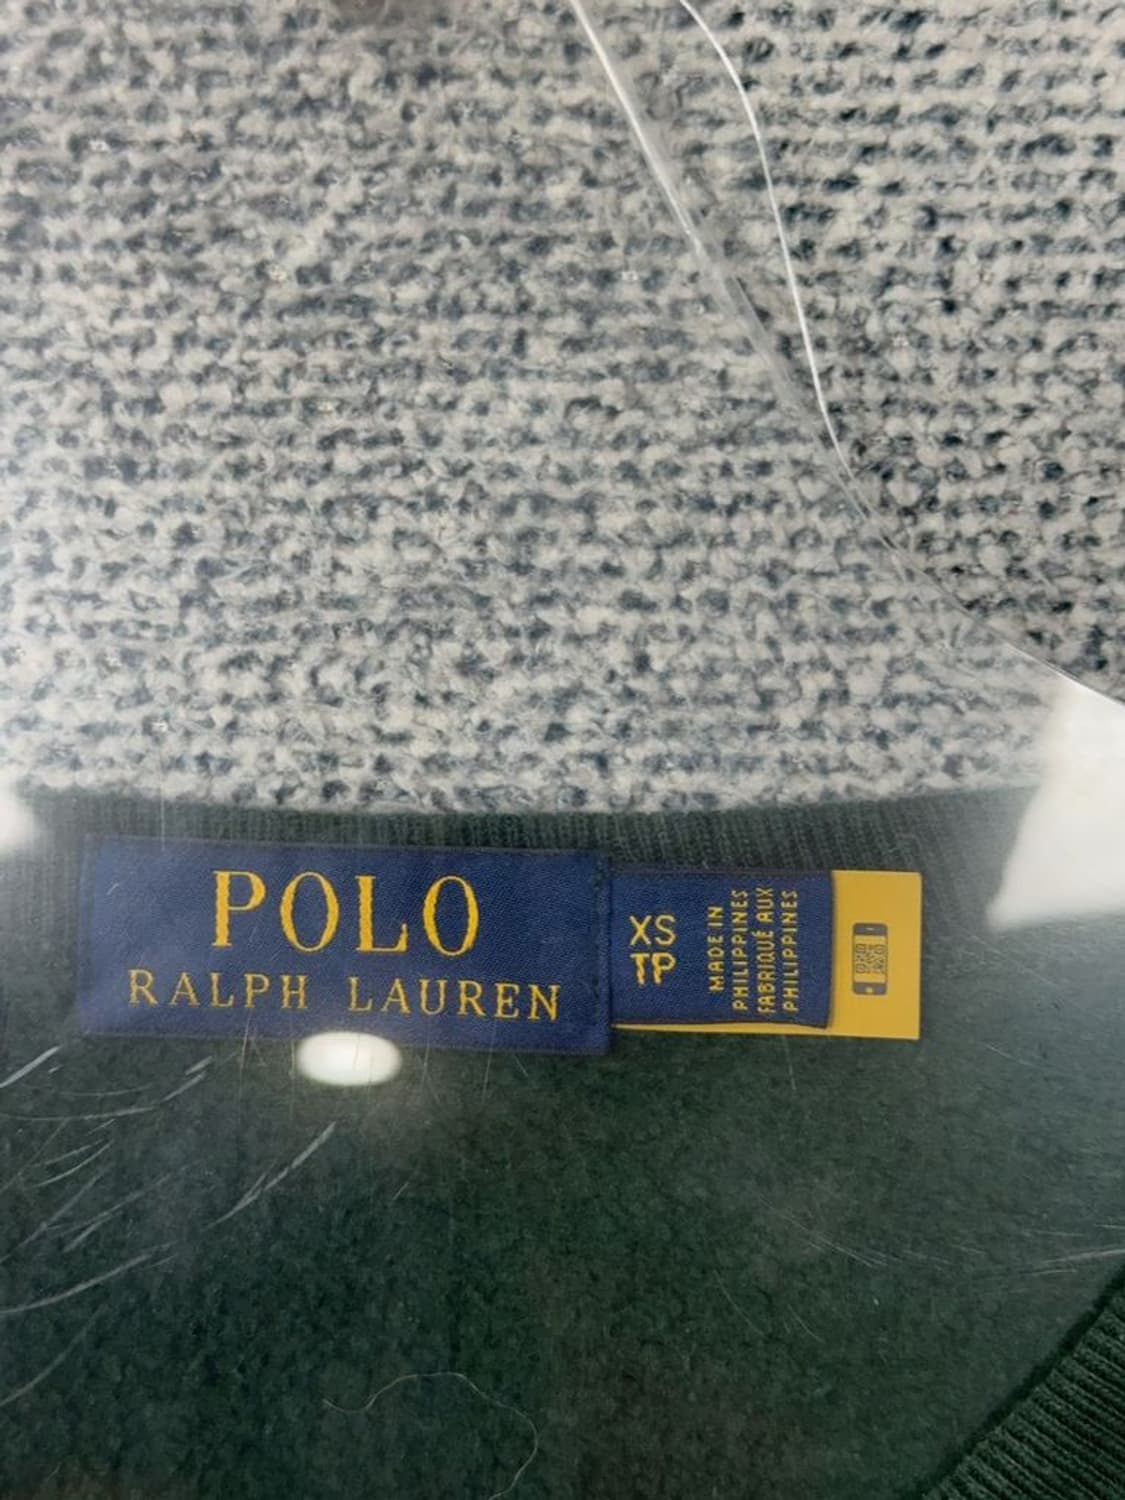 POLO
RALPH LAUREN
XS
TP
MADE IN
PHILIPPINES
FABRIQUÉ AUX
PHILIPPINES